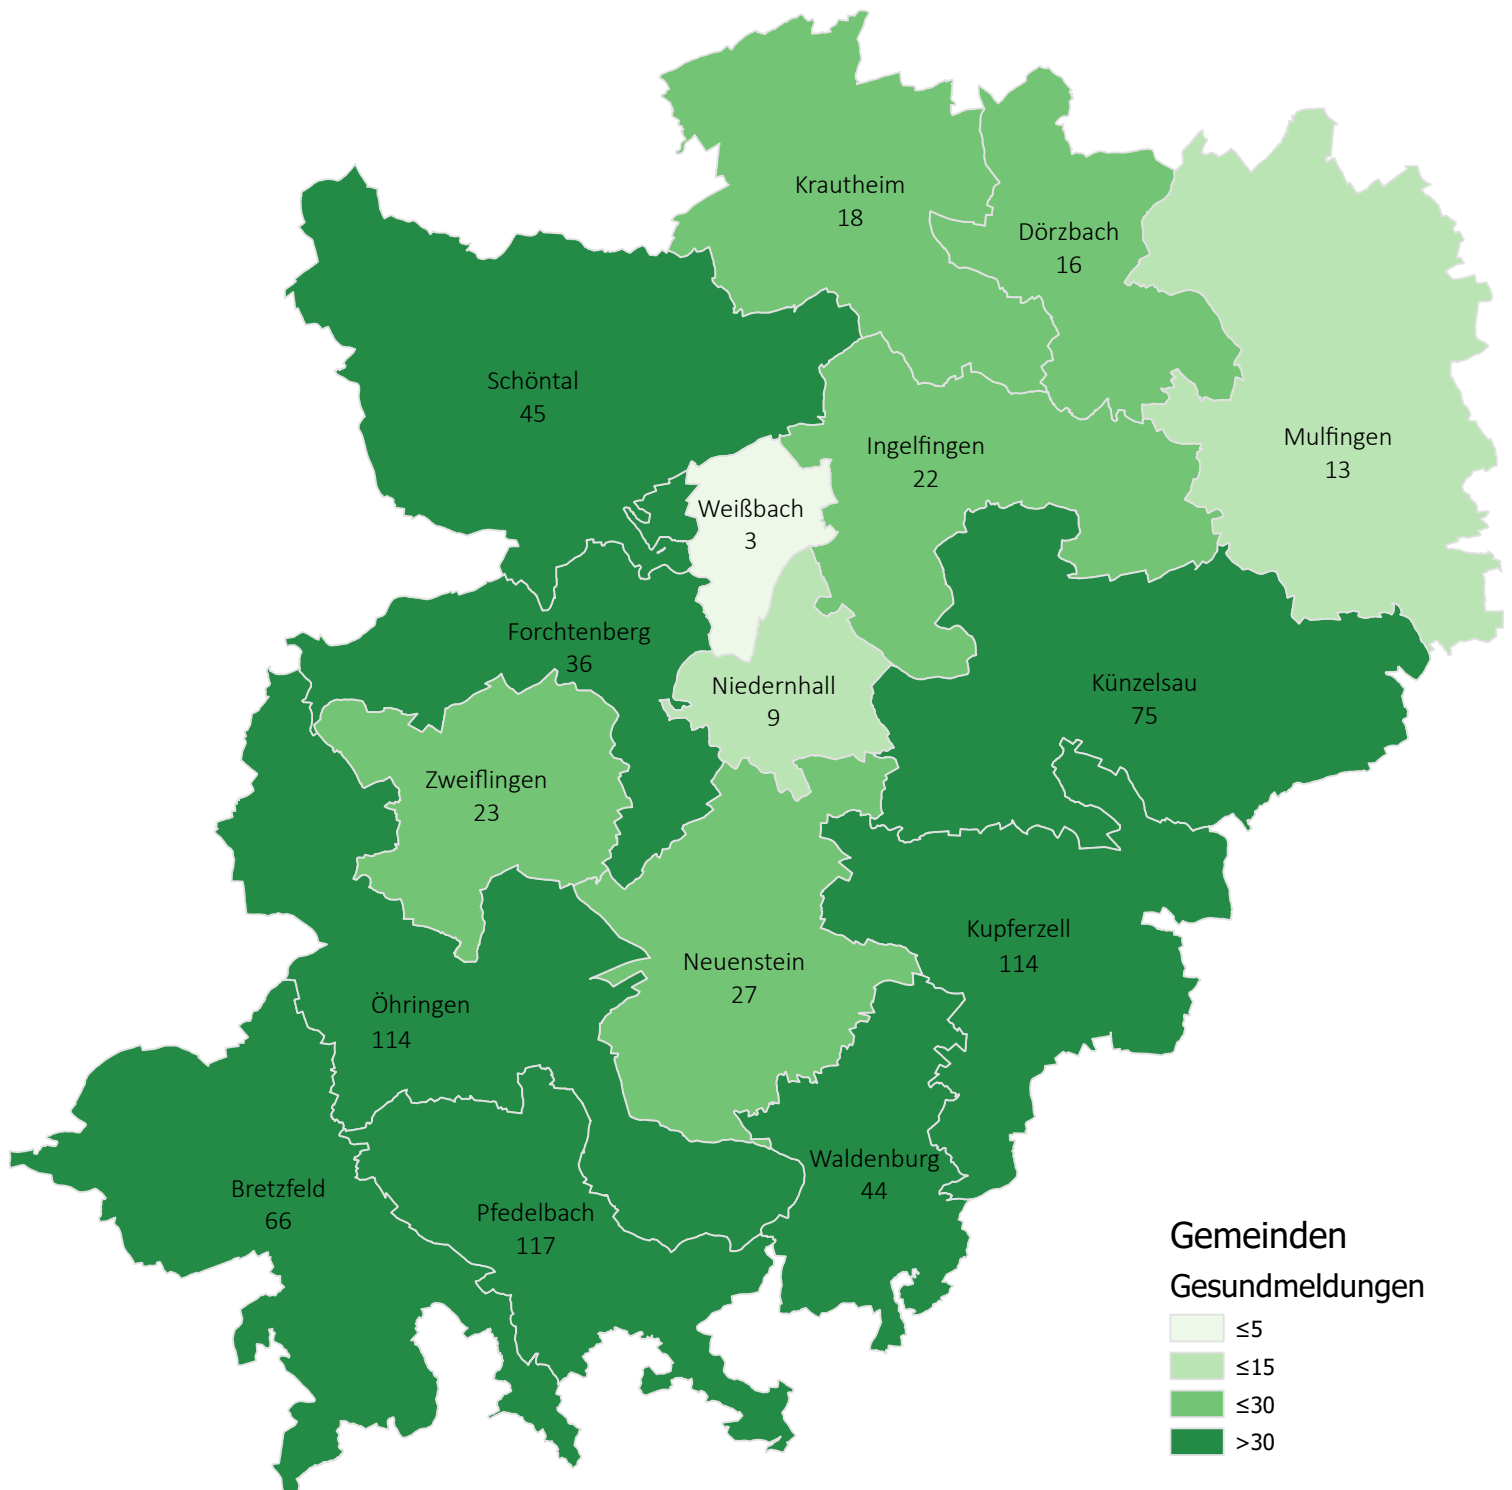 Krautheim
18
Dörzbach
16
Schöntal
45
Mulfingen
13
Ingelfingen
22
Weißbach
3
Forchtenberg
36
Niedernhall
9
Künzelsau
75
Zweiflingen
23
Kupferzell
114
Neuenstein
27
Öhringen
114
Waldenburg
44
Bretzfeld
66
Pfedelbach
117
Gemeinden
Gesundmeldungen
≤5
≤15
≤30
>30